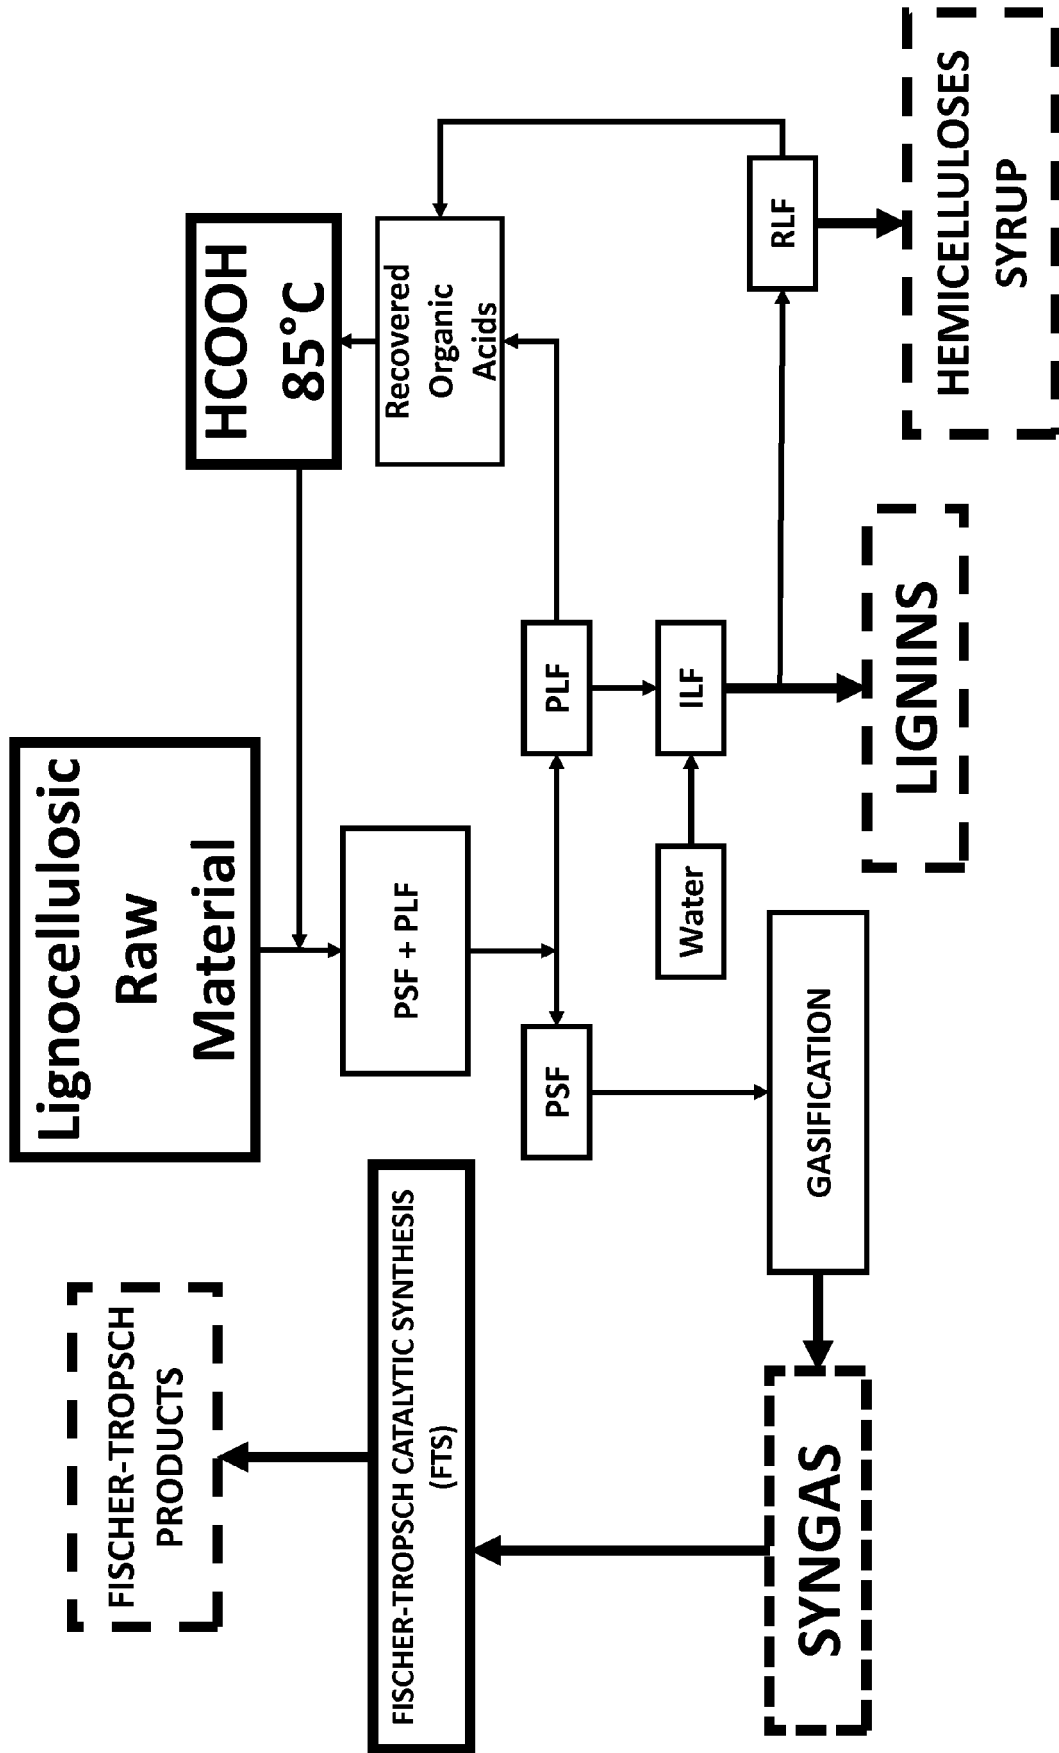 Lignocellulosic
Raw
Material
HCOOH
85°C
FISCHER-TROPSCH
PRODUCTS
PSF + PLF
Recovered
Organic
Acids
FISCHER-TROPSCH CATALYTIC SYNTHESIS
(FTS)
PSF
PLF
Water
ILF
RLF
GASIFICATION
SYNGAS
LIGNINS
HEMICELLULOSES
SYRUP